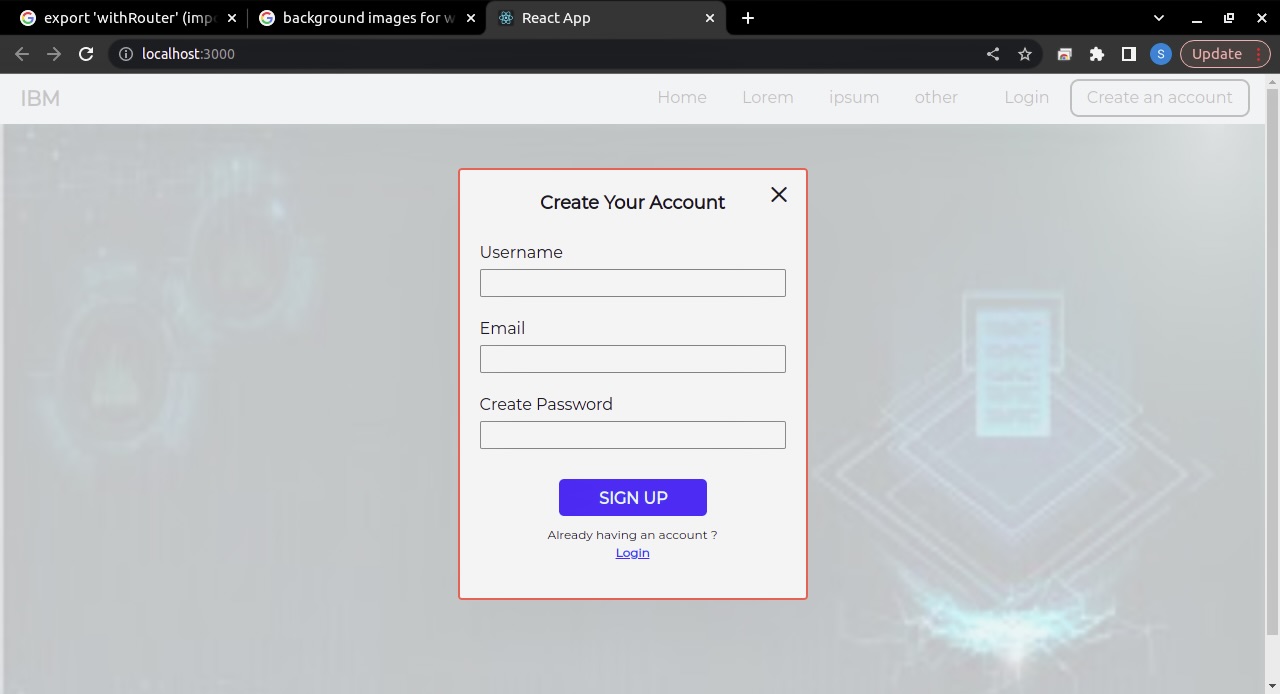 export 'withRouter' (imp
background images for w
React App
localhost:3000
S
Update
IBM
Home Lorem ipsum other Login Create an account
Create Your Account
Username
Email
Create Password
SIGN UP
Already having an account ?
Login